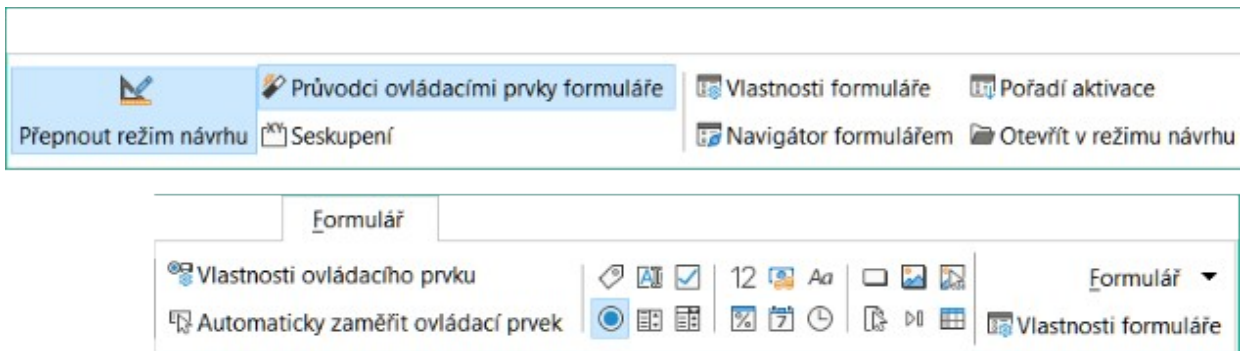 Průvodci ovládacími prvky formuláře Vlastnosti formuláře Pořadí aktivace
Přepnout režim návrhu Seskupení Navigátor formulářem Otevřít v režimu návrhu
Formulář
Vlastnosti ovládacího prvku 12 Aa Formulář
Automaticky zaměřit ovládací prvek 7 Vlastnosti formuláře